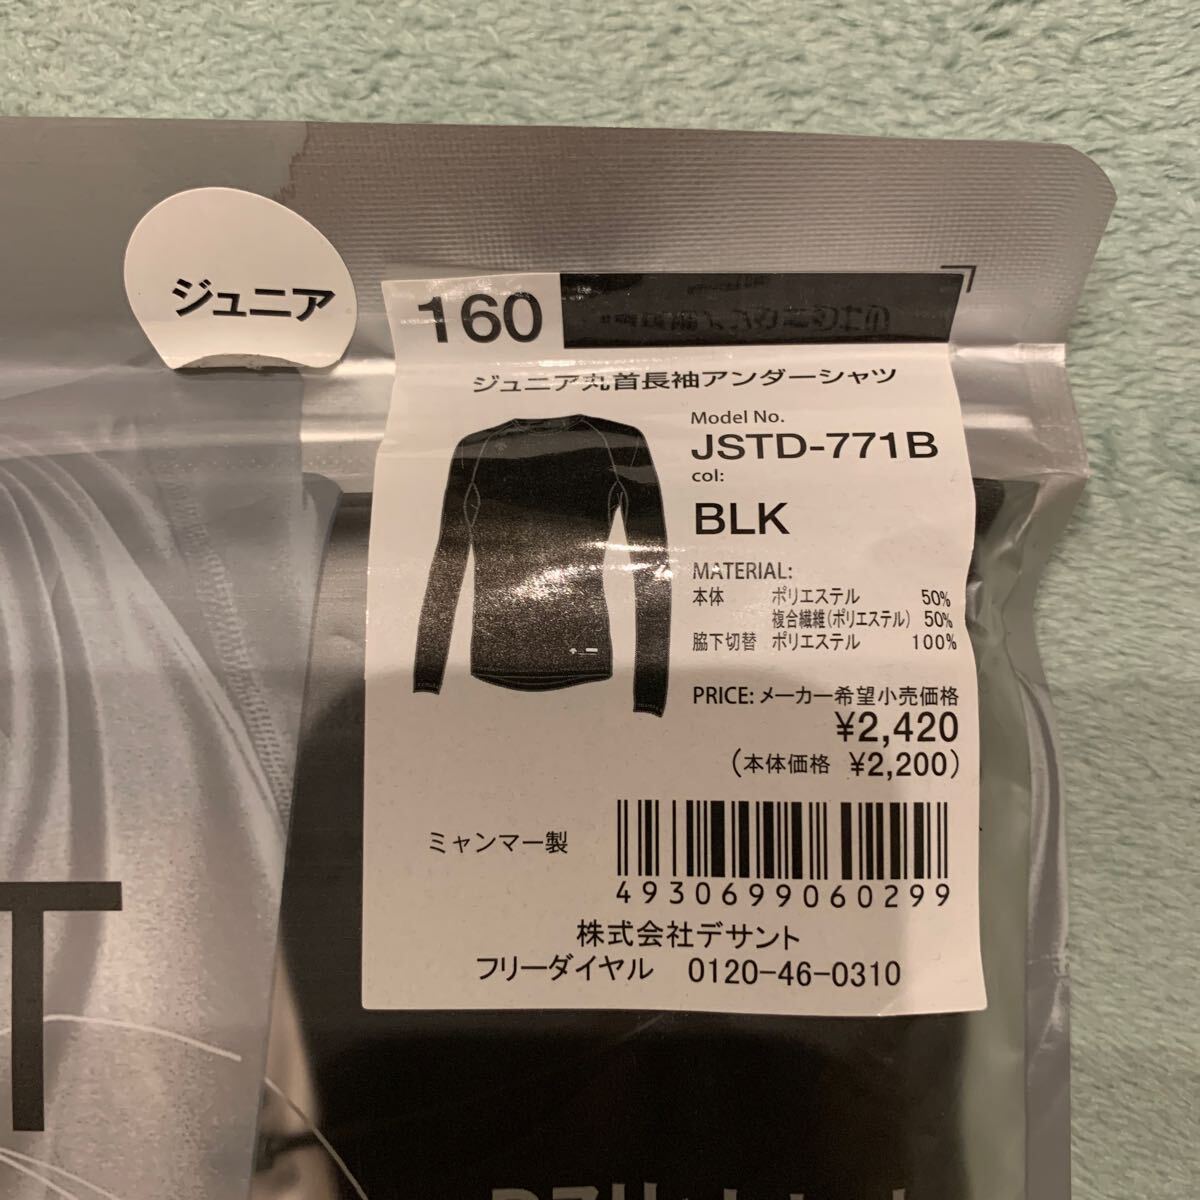 ジュニア
160
ジュニア丸首長袖アンダーシャツ
Model No.
JSTD-771B
col:
BLK
MATERIAL:
本体 ポリエステル 50%
複合繊維(ポリエステル) 50%
脇下切替 ポリエステル 100%
PRICE:メーカー希望小売価格
¥2,420
(本体価格 ¥2,200)
ミャンマー製
4930699060299
株式会社デサント
フリーダイヤル 0120-46-0310
T